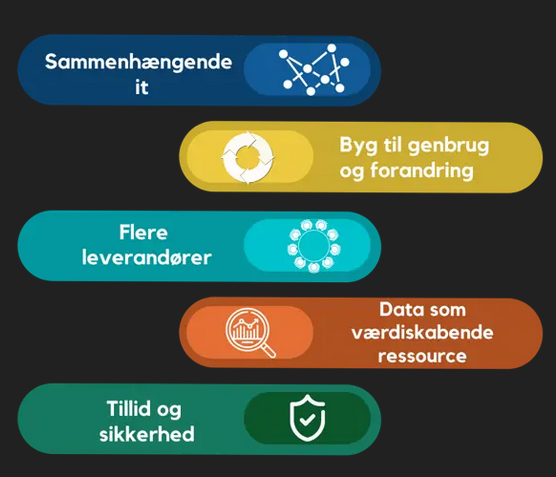 Sammenhængende
it
Byg til genbrug
og forandring
Flere
leverandører
Data som
værdiskabende
ressource
Tillid og
sikkerhed